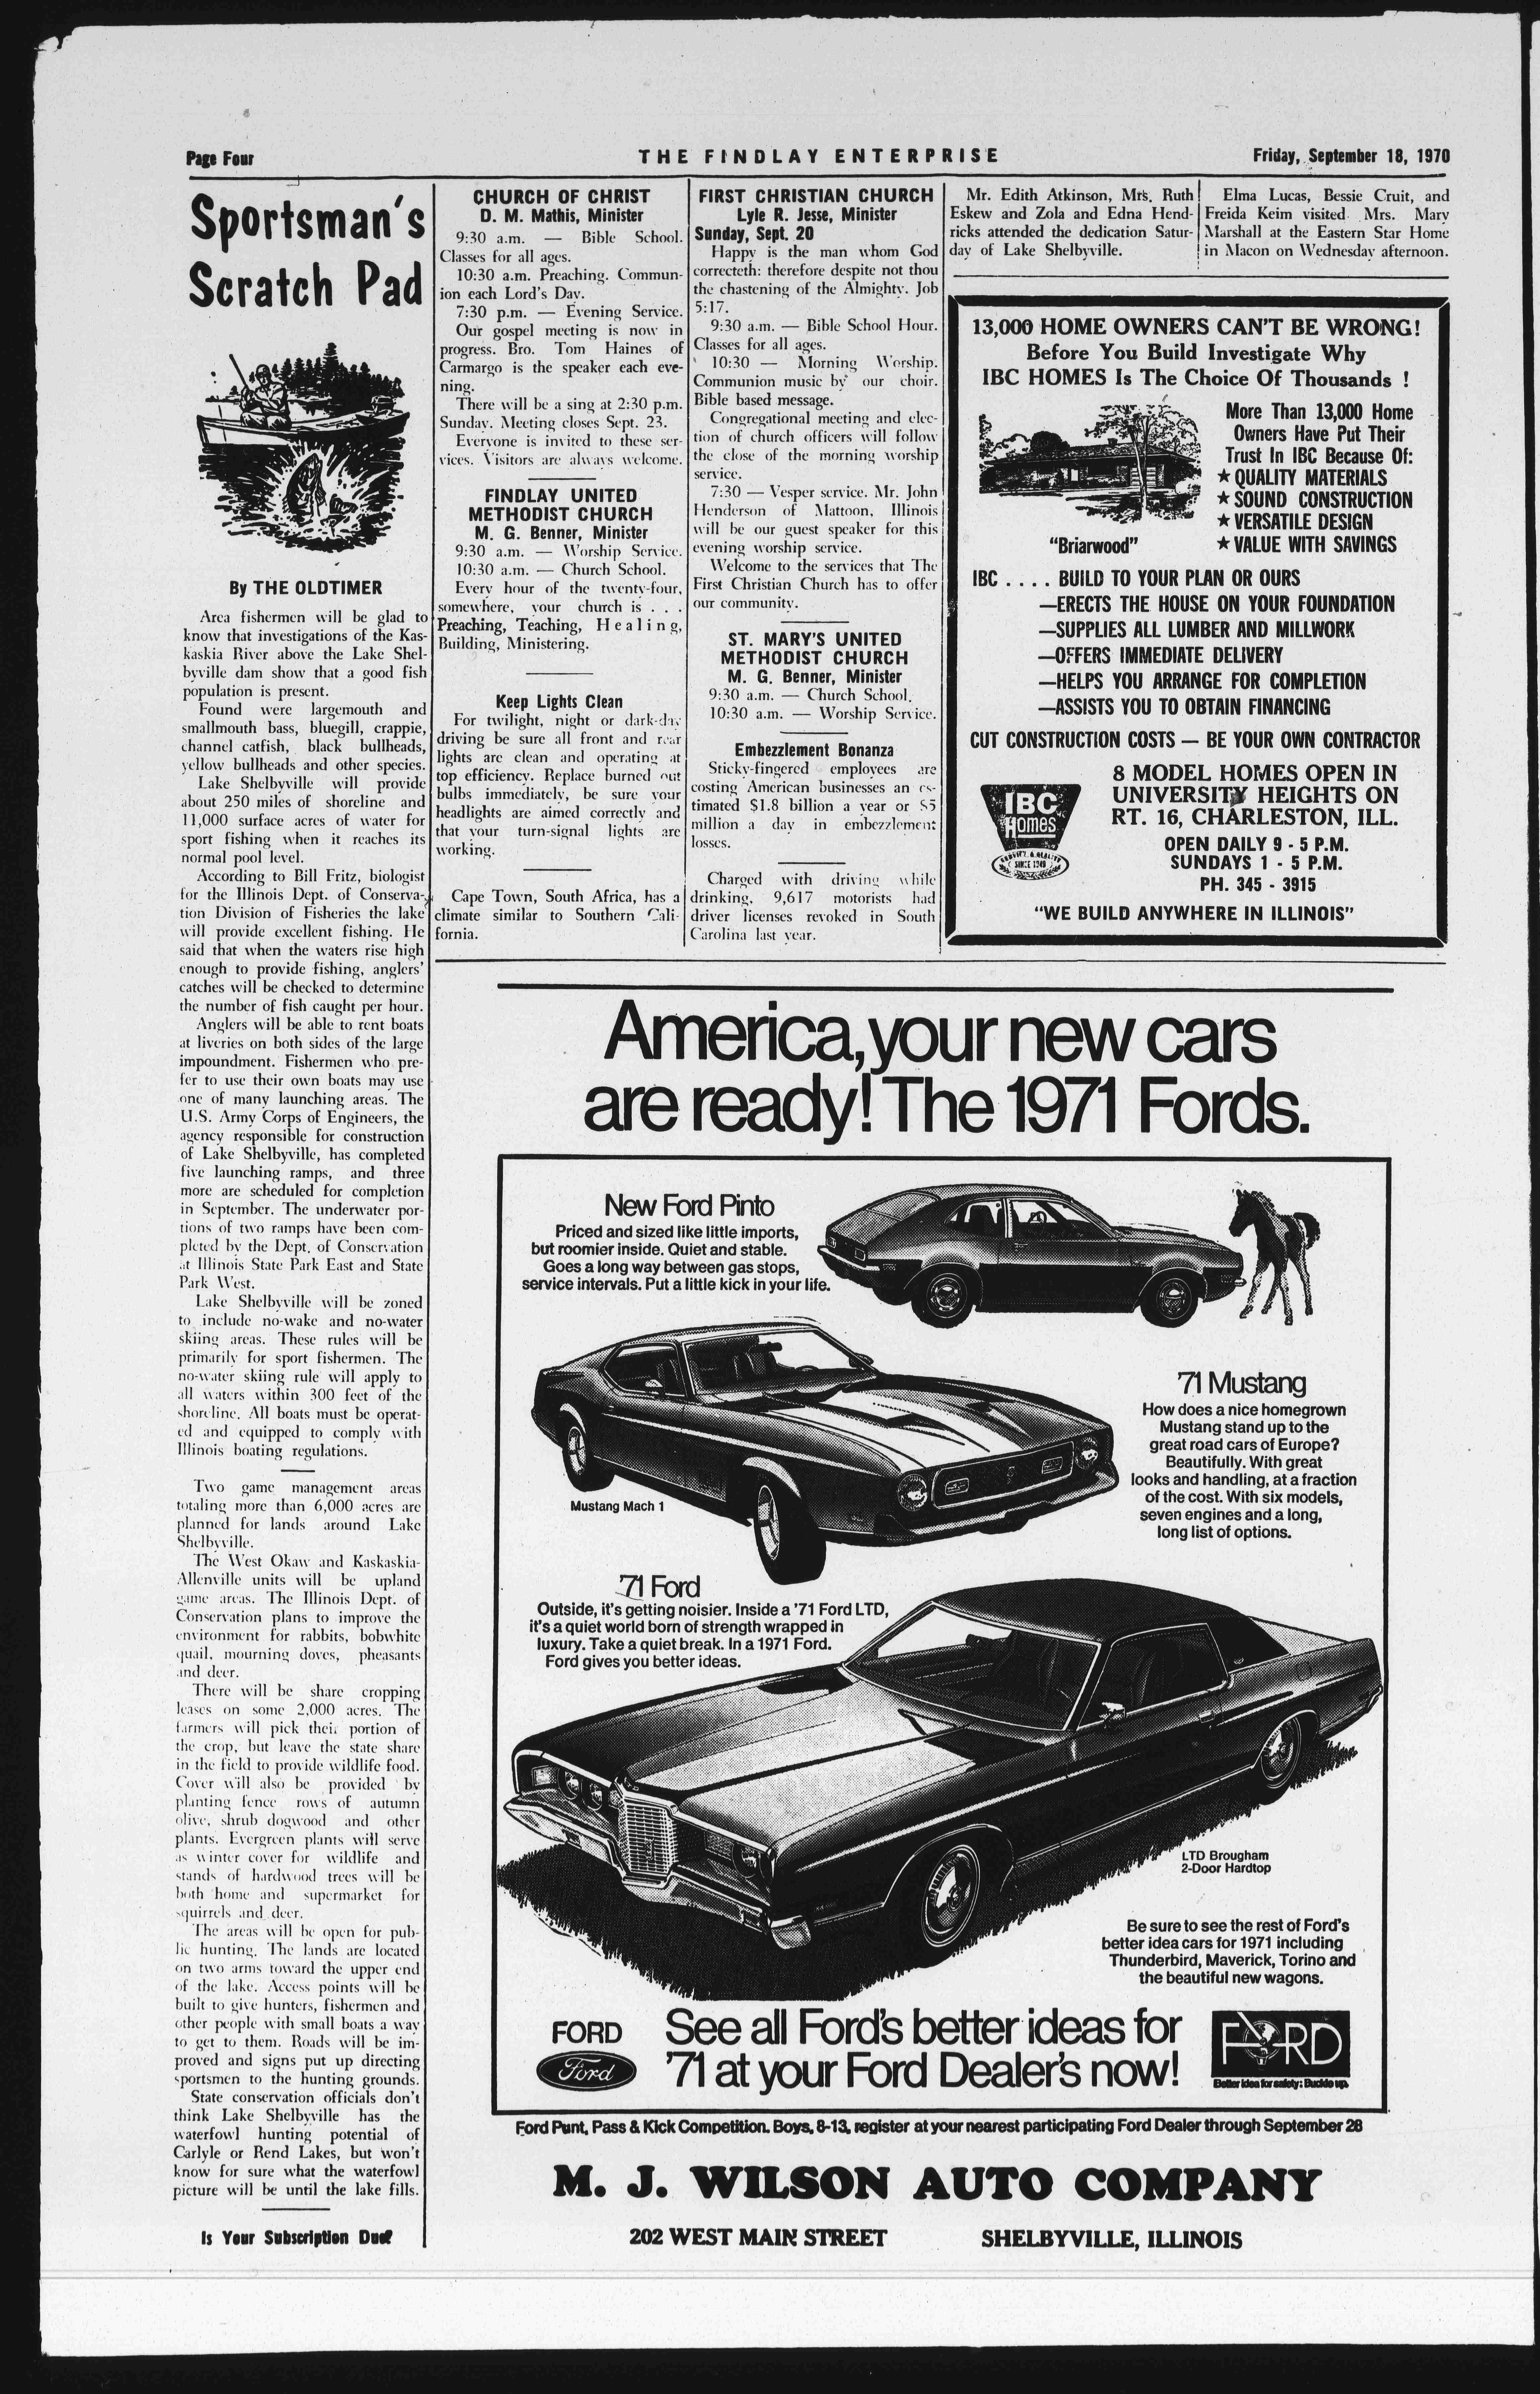 Page Four
THE FINDLAY ENTERPRISE
Friday, September 18, 1970
Sportsman's
Scratch Pad
By THE OLDTIMER
Area fishermen will be glad to
know that investigations of the Kas-
kaskia River above the Lake Shel-
byville dam show that a good fish
population is present.
Found were largemouth and
smallmouth bass, bluegill, crappie,
channel catfish, black bullheads,
yellow bullheads and other species.
Lake Shelbyville will provide
about 250 miles of shoreline and
11,000 surface acres of water for
sport fishing when it reaches its
normal pool level.
According to Bill Fritz, biologist
for the Illinois Dept. of Conserva-
tion Division of Fisheries the lake
will provide excellent fishing. He
said that when the waters rise high
enough to provide fishing, anglers'
catches will be checked to determine
the number of fish caught per hour.
Anglers will be able to rent boats
at liveries on both sides of the large
impoundment. Fishermen who pre-
fer to use their own boats may use
one of many launching areas. The
U.S. Army Corps of Engineers, the
agency responsible for construction
of Lake Shelbyville, has completed
five launching ramps, and three
more are scheduled for completion
in September. The underwater por-
tions of two ramps have been com-
pleted by the Dept. of Conservation
at Illinois State Park East and State
Park West.
Lake Shelbyville will be zoned
to include no-wake and no-water
skiing areas. These rules will be
primarily for sport fishermen. The
no-water skiing rule will apply to
all waters within 300 feet of the
shoreline. All boats must be operat-
ed and equipped to comply with
Illinois boating regulations.
Two game management areas
totaling more than 6,000 acres are
planned for lands around Lake
Shelbyville.
The West Okaw and Kaskaskia-
Allenville units will be upland
game areas. The Illinois Dept. of
Conservation plans to improve the
environment for rabbits, bobwhite
quail, mourning doves, pheasants
and deer.
There will be share cropping
leases on some 2,000 acres. The
farmers will pick their portion of
the crop, but leave the state share
in the field to provide wildlife food.
Cover will also be provided by
planting fence rows of autumn
olive, shrub dogwood and other
plants. Evergreen plants will serve
as winter cover for wildlife and
stands of hardwood trees will be
both home and supermarket for
squirrels and deer.
The areas will be open for pub-
lic hunting. The lands are located
on two arms toward the upper end
of the lake. Access points will be
built to give hunters, fishermen and
other people with small boats a way
to get to them. Roads will be im-
proved and signs put up directing
sportsmen to the hunting grounds.
State conservation officials don't
think Lake Shelbyville has the
waterfowl hunting potential of
Carlyle or Rend Lakes, but won't
know for sure what the waterfowl
picture will be until the lake fills.
Is Your Subscription Due?
CHURCH OF CHRIST
D. M. Mathis, Minister
9:30 a.m. — Bible School.
Classes for all ages.
10:30 a.m. Preaching. Commun-
ion each Lord's Day.
7:30 p.m. — Evening Service.
Our gospel meeting is now in
progress. Bro. Tom Haines of
Carmargo is the speaker each eve-
ning.
There will be a sing at 2:30 p.m.
Sunday. Meeting closes Sept. 23.
Everyone is invited to these ser-
vices. Visitors are always welcome.
FINDLAY UNITED
METHODIST CHURCH
M. G. Benner, Minister
9:30 a.m. — Worship Service.
10:30 a.m. — Church School.
Every hour of the twenty-four,
somewhere, your church is . . .
Preaching, Teaching, Healing,
Building, Ministering.
Keep Lights Clean
For twilight, night or dark-day
driving be sure all front and rear
lights are clean and operating at
top efficiency. Replace burned out
bulbs immediately, be sure your
headlights are aimed correctly and
that your turn-signal lights are
working.
Cape Town, South Africa, has a
climate similar to Southern Cali-
fornia.
FIRST CHRISTIAN CHURCH
Lyle R. Jesse, Minister
Sunday, Sept. 20
Happy is the man whom God
correcteth: therefore despite not thou
the chastening of the Almighty. Job
5:17.
9:30 a.m. — Bible School Hour.
Classes for all ages.
10:30 — Morning Worship.
Communion music by our choir.
Bible based message.
Congregational meeting and elec-
tion of church officers will follow
the close of the morning worship
service.
7:30 — Vesper service. Mr. John
Henderson of Mattoon, Illinois
will be our guest speaker for this
evening worship service.
Welcome to the services that The
First Christian Church has to offer
our community.
ST. MARY'S UNITED
METHODIST CHURCH
M. G. Benner, Minister
9:30 a.m. — Church School.
10:30 a.m. — Worship Service.
Embezzlement Bonanza
Sticky-fingered employees are
costing American businesses an es-
timated $1.8 billion a year or $5
million a day in embezzlement
losses.
Charged with driving while
drinking, 9,617 motorists had
driver licenses revoked in South
Carolina last year.
Mr. Edith Atkinson, Mrs. Ruth
Eskew and Zola and Edna Hend-
ricks attended the dedication Satur-
day of Lake Shelbyville.
Elma Lucas, Bessie Cruit, and
Freida Keim visited Mrs. Mary
Marshall at the Eastern Star Home
in Macon on Wednesday afternoon.
13,000 HOME OWNERS CAN'T BE WRONG!
Before You Build Investigate Why
IBC HOMES Is The Choice Of Thousands !
More Than 13,000 Home
Owners Have Put Their
Trust In IBC Because Of:
★ QUALITY MATERIALS
★ SOUND CONSTRUCTION
★ VERSATILE DESIGN
★ VALUE WITH SAVINGS
"Briarwood"
IBC . . . . BUILD TO YOUR PLAN OR OURS
—ERECTS THE HOUSE ON YOUR FOUNDATION
—SUPPLIES ALL LUMBER AND MILLWORK
—OFFERS IMMEDIATE DELIVERY
—HELPS YOU ARRANGE FOR COMPLETION
—ASSISTS YOU TO OBTAIN FINANCING
CUT CONSTRUCTION COSTS — BE YOUR OWN CONTRACTOR
IBC
Homes
QUALITY
SINCE 1949
8 MODEL HOMES OPEN IN
UNIVERSITY HEIGHTS ON
RT. 16, CHARLESTON, ILL.
OPEN DAILY 9 - 5 P.M.
SUNDAYS 1 - 5 P.M.
PH. 345 - 3915
"WE BUILD ANYWHERE IN ILLINOIS"
America, your new cars
are ready! The 1971 Fords.
New Ford Pinto
Priced and sized like little imports,
but roomier inside. Quiet and stable.
Goes a long way between gas stops,
service intervals. Put a little kick in your life.
'71 Mustang
How does a nice homegrown
Mustang stand up to the
great road cars of Europe?
Beautifully. With great
looks and handling, at a fraction
of the cost. With six models,
seven engines and a long,
long list of options.
Mustang Mach 1
'71 Ford
Outside, it's getting noisier. Inside a '71 Ford LTD,
it's a quiet world born of strength wrapped in
luxury. Take a quiet break. In a 1971 Ford.
Ford gives you better ideas.
LTD Brougham
2-Door Hardtop
Be sure to see the rest of Ford's
better idea cars for 1971 including
Thunderbird, Maverick, Torino and
the beautiful new wagons.
FORD
Ford
See all Ford's better ideas for
'71 at your Ford Dealer's now!
FORD
Better idea for safety: Buckle up.
Ford Punt, Pass & Kick Competition. Boys, 8-13, register at your nearest participating Ford Dealer through September 28
M. J. WILSON AUTO COMPANY
202 WEST MAIN STREET
SHELBYVILLE, ILLINOIS